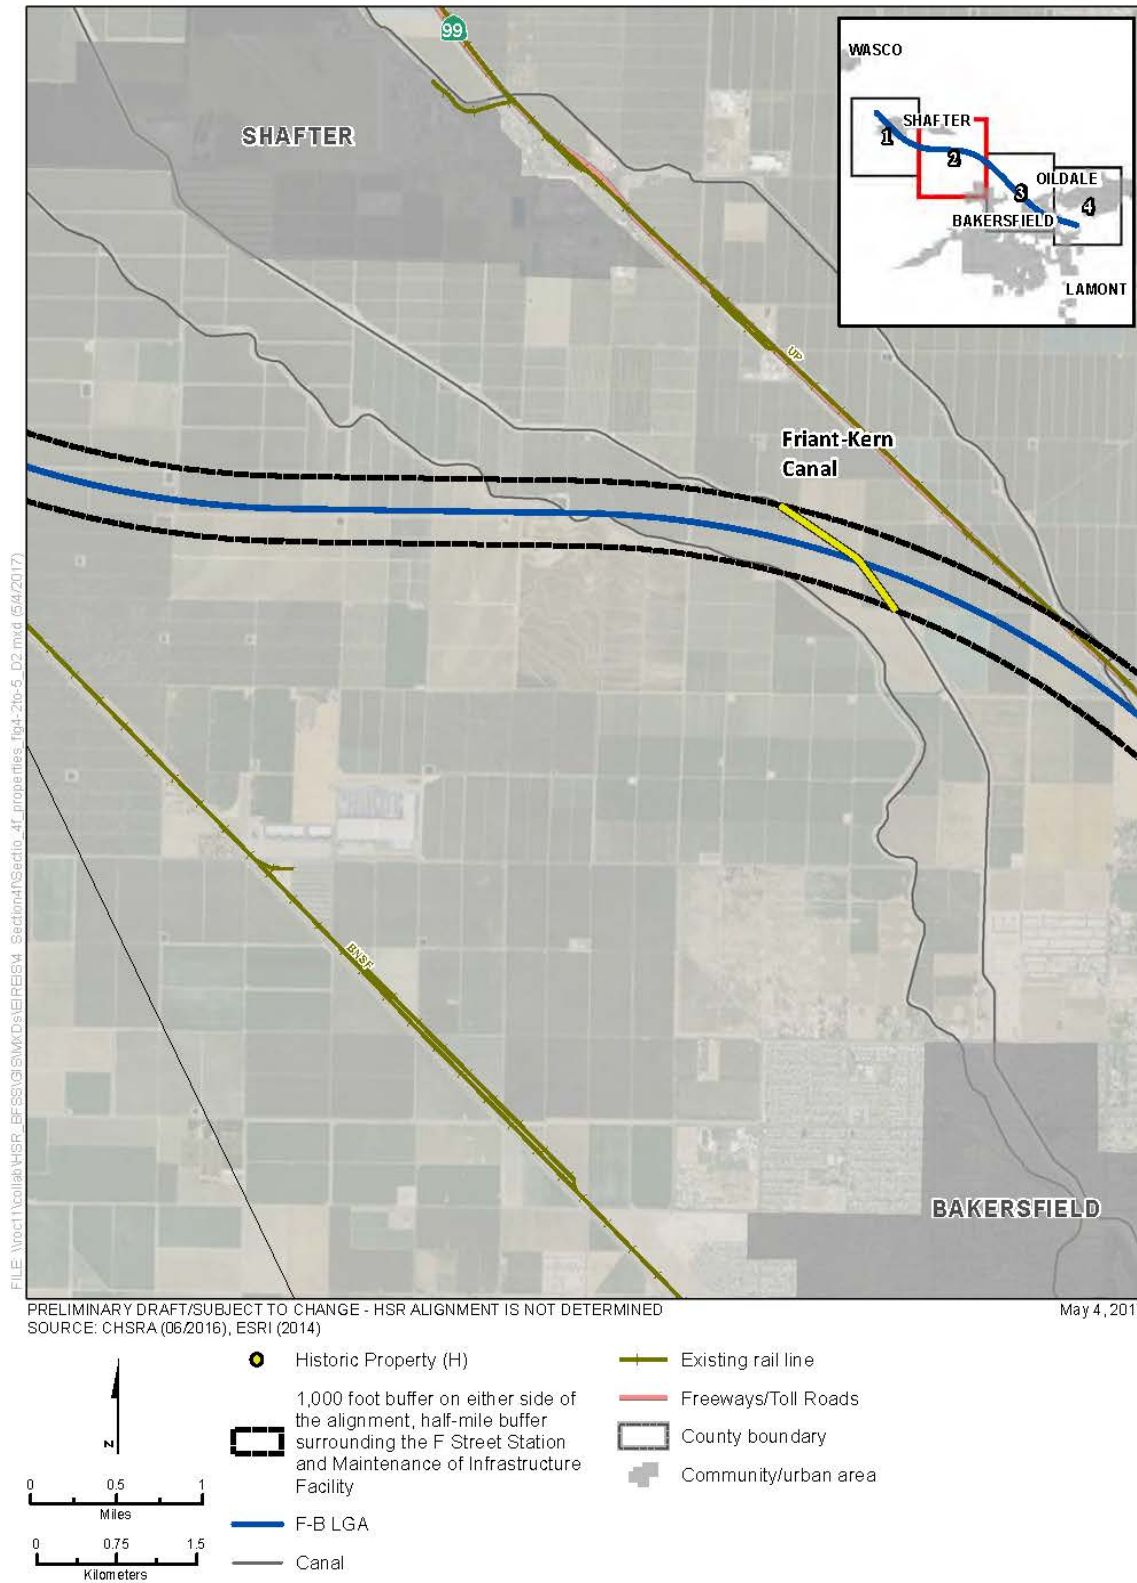 99
SHAFTER
WASCO
SHAFTER
1
2
OILDALE
3
4
BAKERSFIELD
LAMONT
UP
Friant-Kern
Canal
BNSF
BAKERSFIELD
PRELIMINARY DRAFT/SUBJECT TO CHANGE - HSR ALIGNMENT IS NOT DETERMINED
SOURCE: CHSRA (06/2016), ESRI (2014)
May 4, 201
N
0 0.5 1
Miles
0 0.75 1.5
Kilometers
Historic Property (H)
1,000 foot buffer on either side of
the alignment, half-mile buffer
surrounding the F Street Station
and Maintenance of Infrastructure
Facility
F-B LGA
Canal
Existing rail line
Freeways/Toll Roads
County boundary
Community/urban area